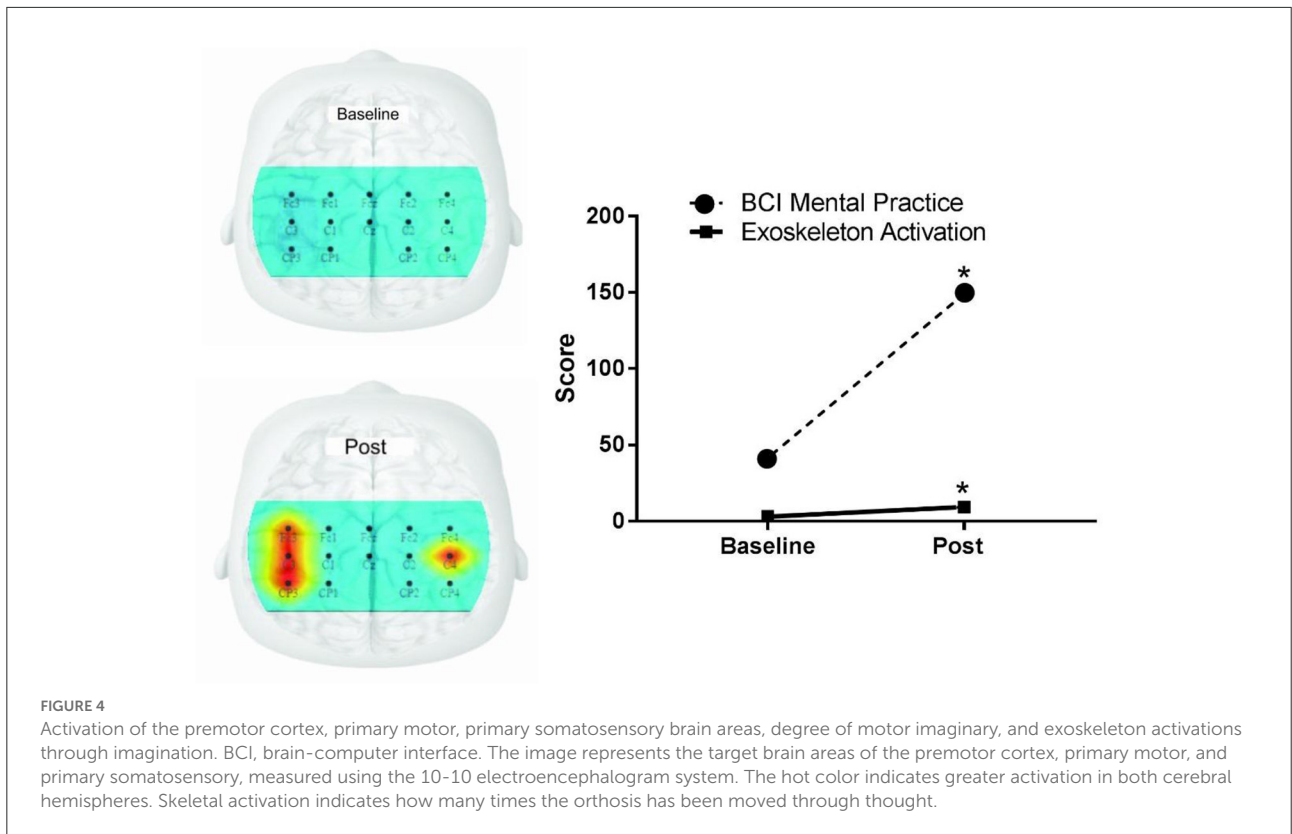 Baseline
Fc3 Fc1 Fcz Fc2 Fc4
C3 C1 Cz C2 C4
CP3 CP1 CP2 CP4
Post
Fc3 Fc1 Fcz Fc2 Fc4
C1 Cz C2 C4
CP3 CP1 CP2 CP4
BCI Mental Practice
Exoskeleton Activation
200
150
100
50
0
Score
*
*
Baseline Post
FIGURE 4
Activation of the premotor cortex, primary motor, primary somatosensory brain areas, degree of motor imaginary, and exoskeleton activations
through imagination. BCI, brain-computer interface. The image represents the target brain areas of the premotor cortex, primary motor, and
primary somatosensory, measured using the 10-10 electroencephalogram system. The hot color indicates greater activation in both cerebral
hemispheres. Skeletal activation indicates how many times the orthosis has been moved through thought.